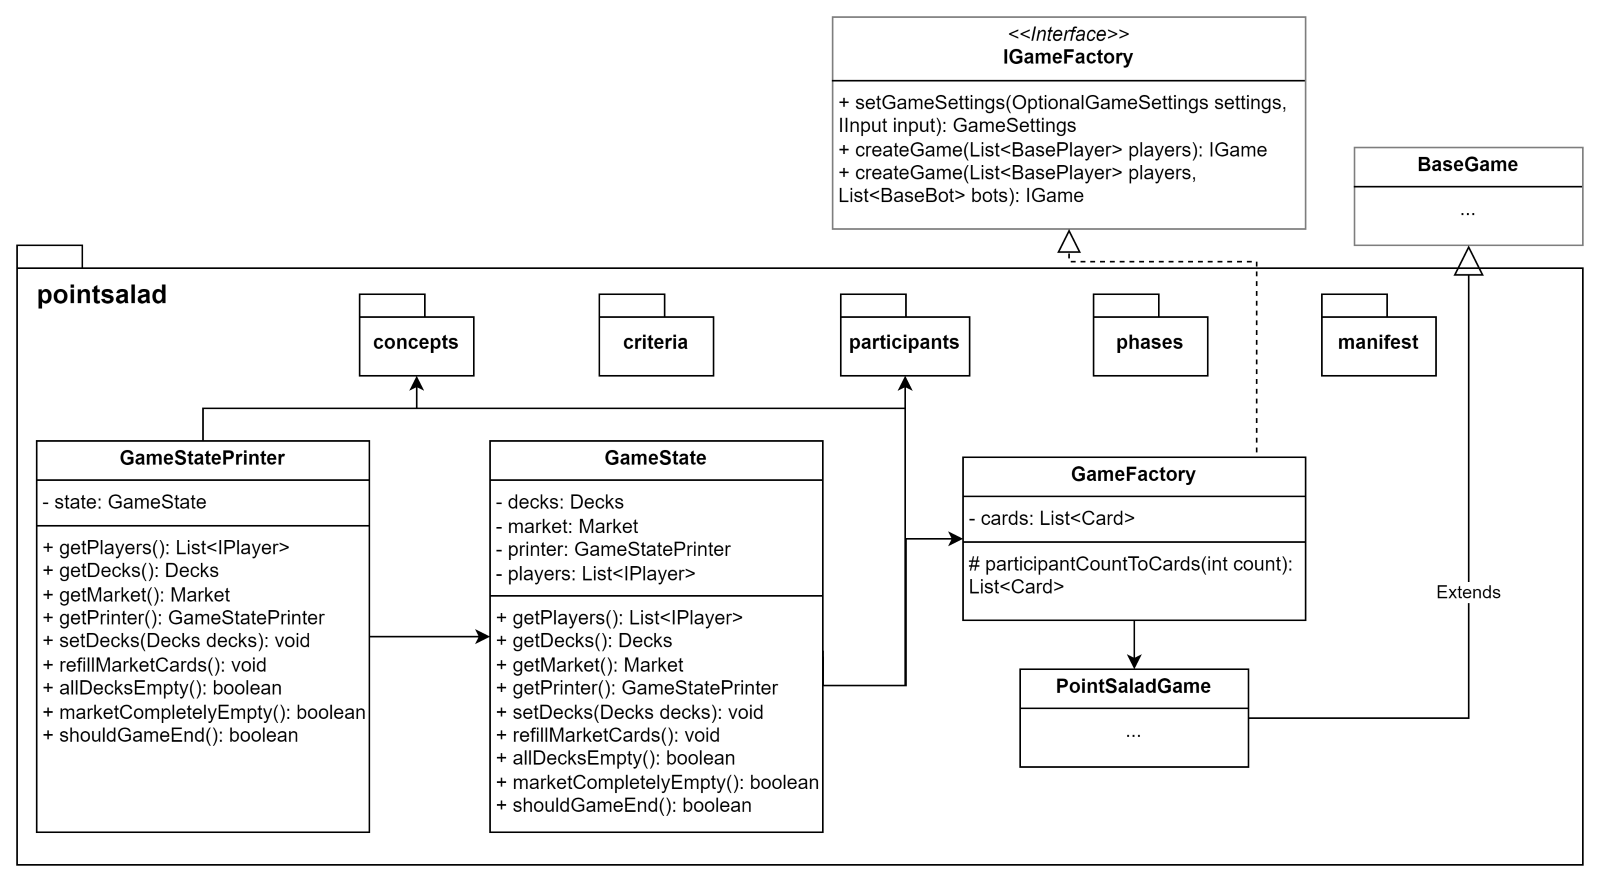 <<Interface>>
IGameFactory
+ setGameSettings(OptionalGameSettings settings,
IInput input): GameSettings
+ createGame(List<BasePlayer> players): IGame
+ createGame(List<BasePlayer> players,
List<BaseBot> bots): IGame
BaseGame
...
pointsalad
concepts
criteria
participants
phases
manifest
GameStatePrinter
- state: GameState
+ getPlayers(): List<IPlayer>
+ getDecks(): Decks
+ getMarket(): Market
+ getPrinter(): GameStatePrinter
+ setDecks(Decks decks): void
+ refillMarketCards(): void
+ allDecksEmpty(): boolean
+ marketCompletelyEmpty(): boolean
+ shouldGameEnd(): boolean
GameState
- decks: Decks
- market: Market
- printer: GameStatePrinter
- players: List<IPlayer>
+ getPlayers(): List<IPlayer>
+ getDecks(): Decks
+ getMarket(): Market
+ getPrinter(): GameStatePrinter
+ setDecks(Decks decks): void
+ refillMarketCards(): void
+ allDecksEmpty(): boolean
+ marketCompletelyEmpty(): boolean
+ shouldGameEnd(): boolean
GameFactory
- cards: List<Card>
# participantCountToCards(int count):
List<Card>
PointSaladGame
...
Extends